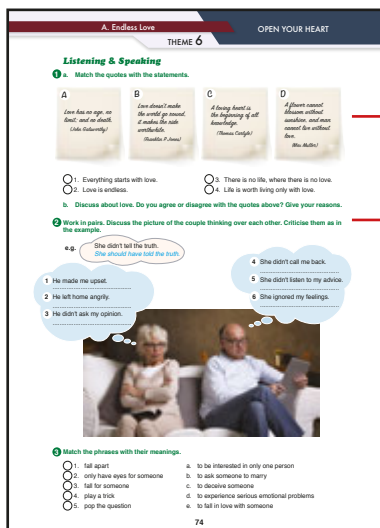 A. Endless Love
OPEN YOUR HEART
THEME 6
Listening & Speaking
1 a. Match the quotes with the statements.
A
Love has no age, no
limit; and no death.
(John Galsworthy)
B
Love doesn't make
the world go round,
it makes the ride
worthwhile.
(Franklin P Jones)
C
A loving heart is
the beginning of all
knowledge.
(Thomas Carlyle)
D
A flower cannot
blossom without
sunshine, and man
cannot live without
love.
(Max Muller)
1. Everything starts with love.
2. Love is endless.
3. There is no life, where there is no love.
4. Life is worth living only with love.
b. Discuss about love. Do you agree or disagree with the quotes above? Give your reasons.
2 Work in pairs. Discuss the picture of the couple thinking over each other. Criticise them as in
the example.
e.g.
She didn't tell the truth.
She should have told the truth.
1 He made me upset.
2 He left home angrily.
3 He didn't ask my opinion.
4 She didn't call me back.
5 She didn't listen to my advice.
6 She ignored my feelings.
3 Match the phrases with their meanings.
1. fall apart
2. only have eyes for someone
3. fall for someone
4. play a trick
5. pop the question
a. to be interested in only one person
b. to ask someone to marry
c. to deceive someone
d. to experience serious emotional problems
e. to fall in love with someone
74